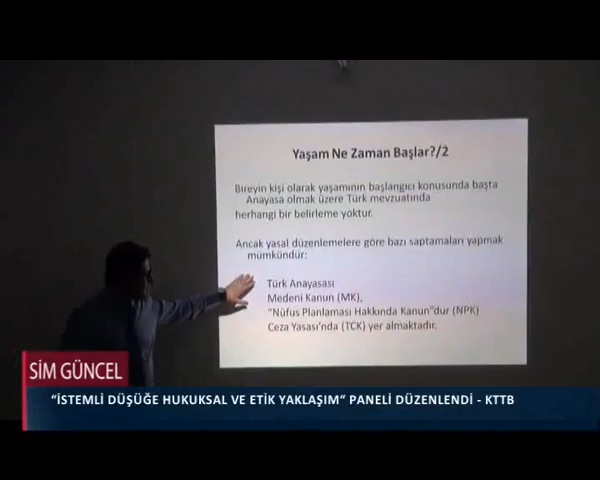 Yaşam Ne Zaman Başlar?/2
Bireyin kişi olarak yaşamının başlangıcı konusunda başta
Anayasa olmak üzere Türk mevzuatında
herhangi bir belirleme yoktur.
Ancak yasal düzenlemelere göre bazı saptamaları yapmak
mümkündür:
Türk Anayasası
Medeni Kanun (MK),
"Nüfus Planlaması Hakkında Kanun"dur (NPK)
Ceza Yasası'nda (TCK) yer almaktadır.
SİM GÜNCEL
“İSTEMLİ DÜŞÜĞE HUKUKSAL VE ETİK YAKLAŞIM“ PANELİ DÜZENLENDİ - KTTB